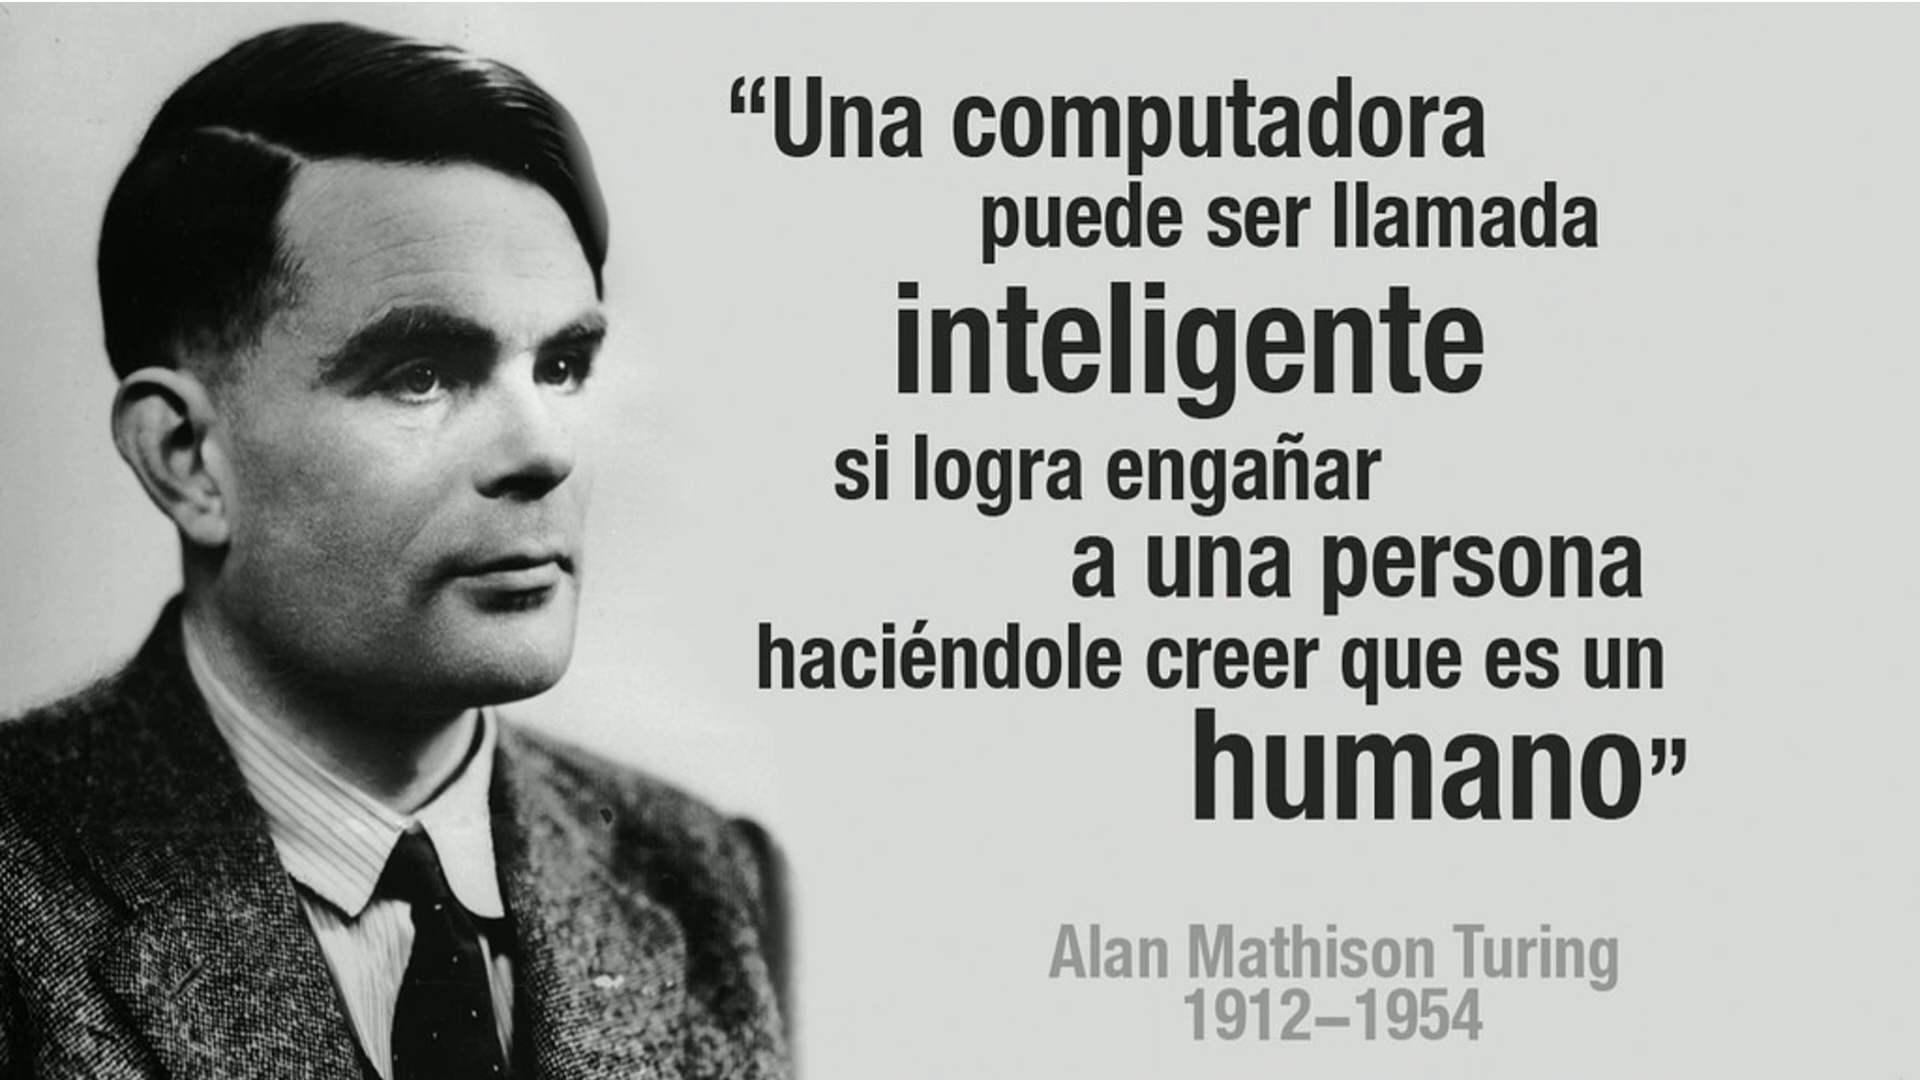 “Una computadora
puede ser llamada
inteligente
si logra engañar
a una persona
haciéndole creer que es un
humano”
Alan Mathison Turing
1912–1954